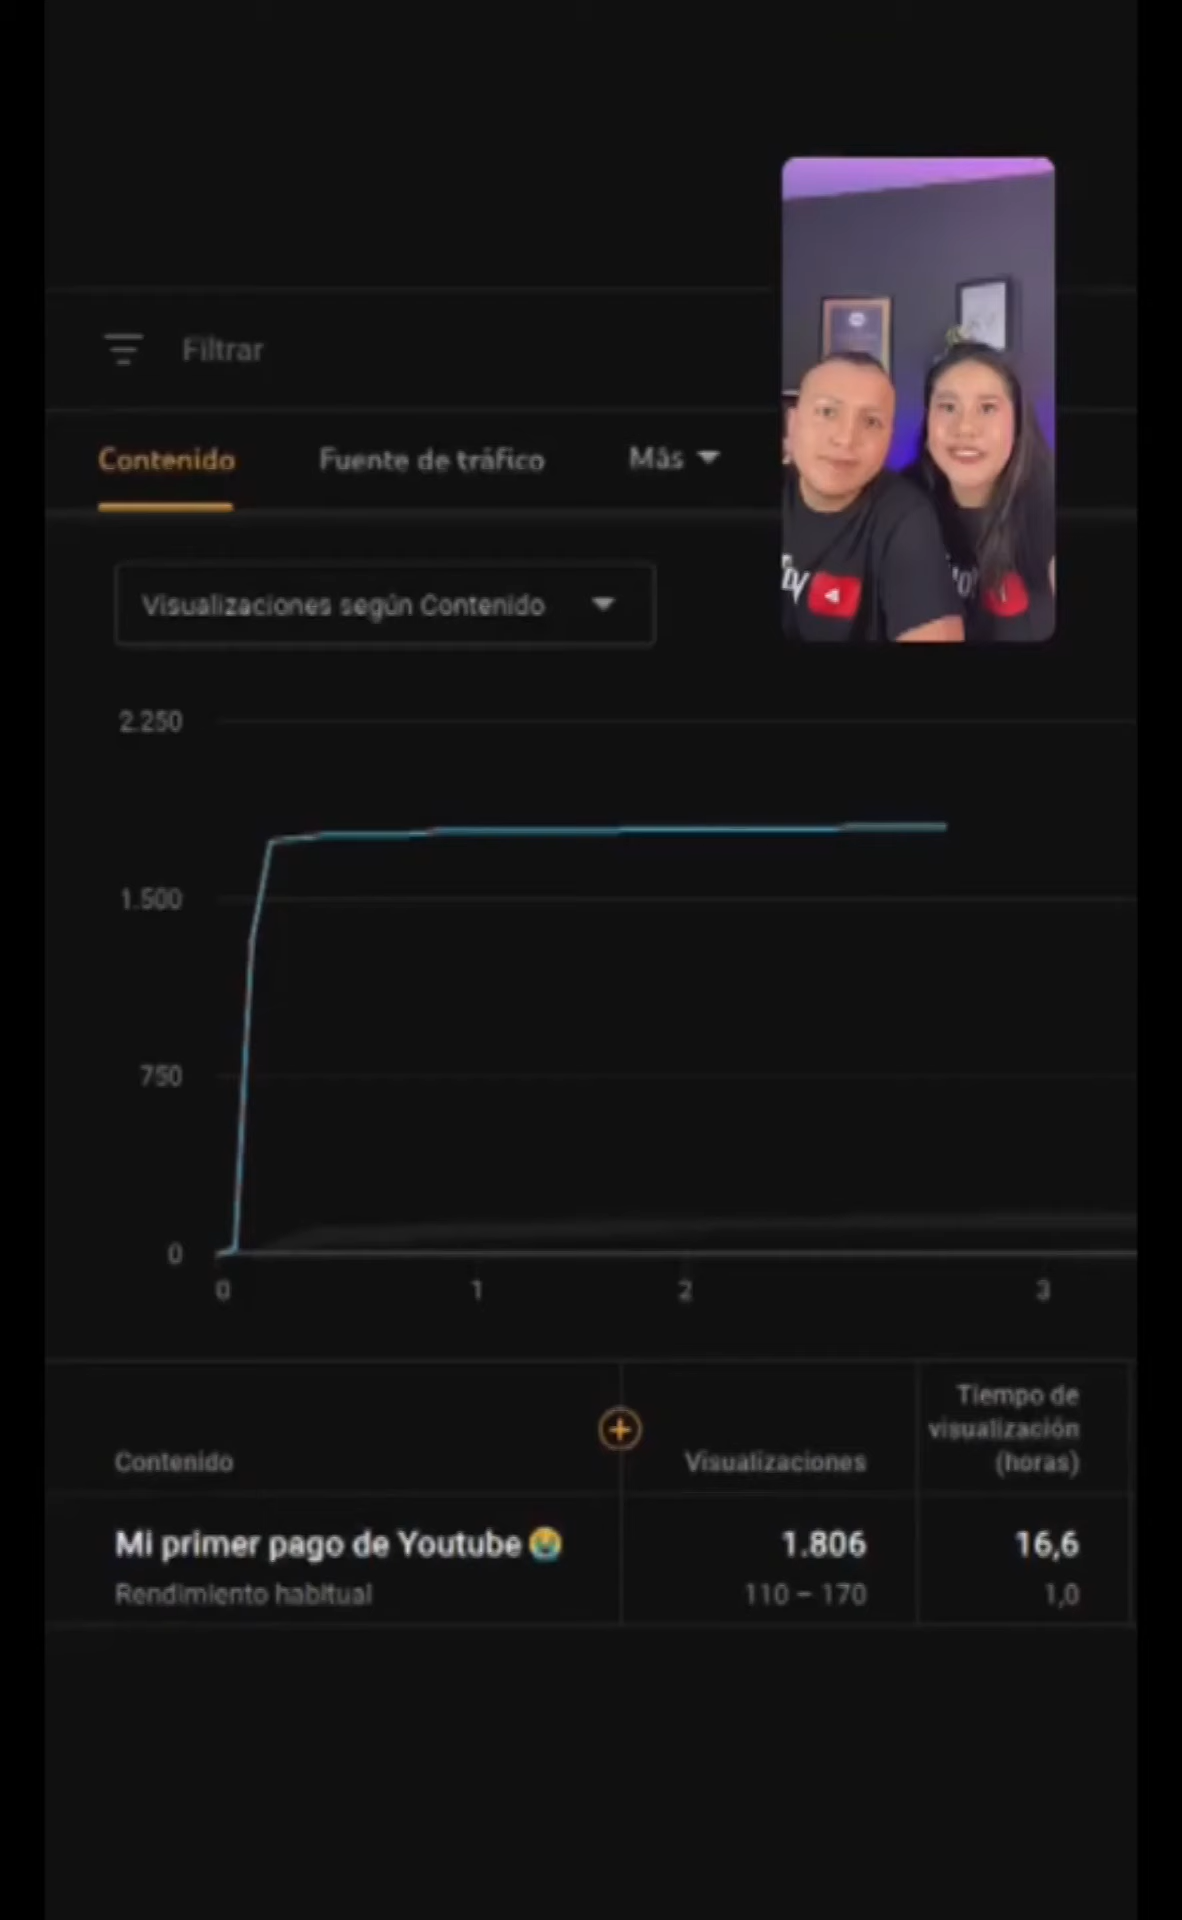 Filtrar
Contenido Fuente de tráfico Más
Visualizaciones según Contenido
2.250
1.500
750
0
0 1 2 3
Contenido Visualizaciones Tiempo de
visualización
(horas)
Mi primer pago de Youtube 😭 1.806 16,6
Rendimiento habitual 110 – 170 1,0